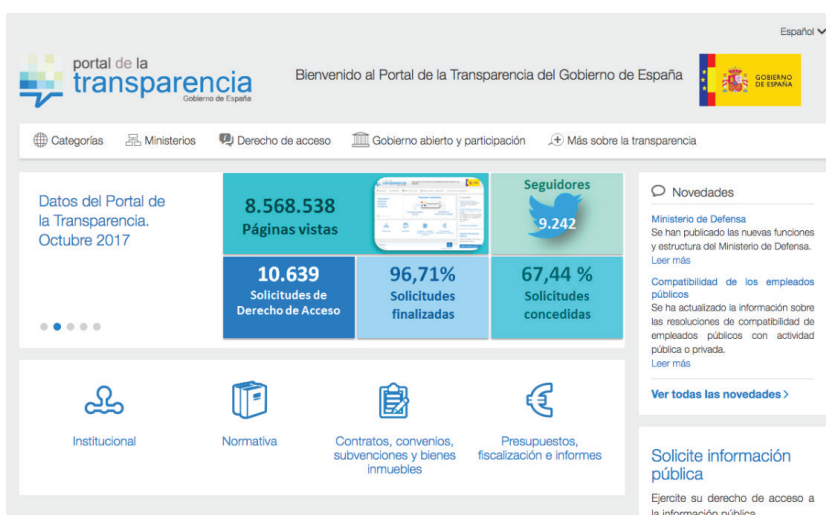 Español
portal de la
transparencia
Gobierno de España
Bienvenido al Portal de la Transparencia del Gobierno de España
GOBIERNO
DE ESPAÑA
Categorías Ministerios Derecho de acceso Gobierno abierto y participación Más sobre la transparencia
Datos del Portal de
la Transparencia.
Octubre 2017
8.568.538
Páginas vistas
Seguidores
9.242
10.639
Solicitudes de
Derecho de Acceso
96,71%
Solicitudes
finalizadas
67,44 %
Solicitudes
concedidas
Novedades
Ministerio de Defensa
Se han publicado las nuevas funciones
y estructura del Ministerio de Defensa.
Leer más
Compatibilidad de los empleados
públicos
Se ha actualizado la información sobre
las resoluciones de compatibilidad de
empleados públicos con actividad
pública o privada.
Leer más
Ver todas las novedades >
Institucional
Normativa
Contratos, convenios,
subvenciones y bienes
inmuebles
Presupuestos,
fiscalización e informes
Solicite información
pública
Ejercite su derecho de acceso a
la información pública